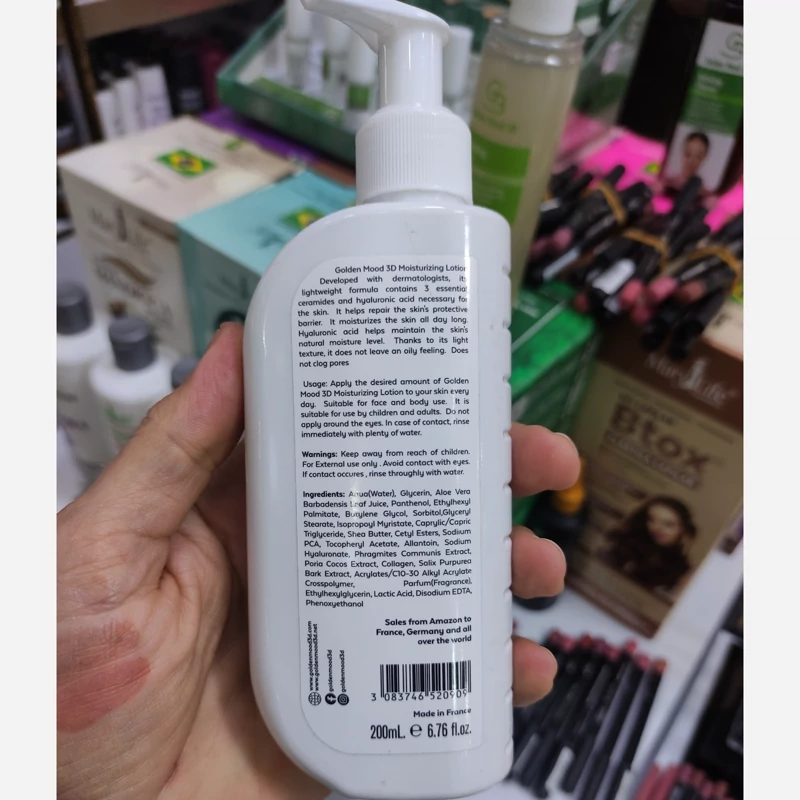 Golden Mood 3D Moisturizing Lotion
Developed with dermatologists, its
lightweight formula contains 3 essential
ceramides and hyaluronic acid necessary for
the skin. It helps repair the skin's protective
barrier. It moisturizes the skin all day long.
Hyaluronic acid helps maintain the skin's
natural moisture level. Thanks to its light
texture, it does not leave an oily feeling. Does
not clog pores
Usage: Apply the desired amount of Golden
Mood 3D Moisturizing Lotion to your skin every
day. Suitable for face and body use. It is
suitable for use by children and adults. Do not
apply around the eyes. In case of contact, rinse
immediately with plenty of water.
Warnings: Keep away from reach of children.
For External use only . Avoid contact with eyes.
If contact occures , rinse throughly with water.
Ingredients: Aqua(Water), Glycerin, Aloe Vera
Barbadensis Leaf Juice, Panthenol, Ethylhexyl
Palmitate, Butylene Glycol, Sorbitol,Glyceryl
Stearate, Isopropoyl Myristate, Caprylic/Capric
Triglyceride, Shea Butter, Cetyl Esters, Sodium
PCA, Tocopheryl Acetate, Allantoin, Sodium
Hyaluronate, Phragmites Communis Extract,
Poria Cocos Extract, Collagen, Salix Purpurea
Bark Extract, Acrylates/C10-30 Alkyl Acrylate
Crosspolymer, Parfum(Fragrance),
Ethylhexylglycerin, Lactic Acid, Disodium EDTA,
Phenoxyethanol
Sales from Amazon to
France, Germany and all
over the world
www.goldenmood3d.com
www.goldenmood3d.net
goldenmood3d
goldenmood3d
3 083746 520909
Made in France
200mL. e 6.76 fl.oz.
Btox